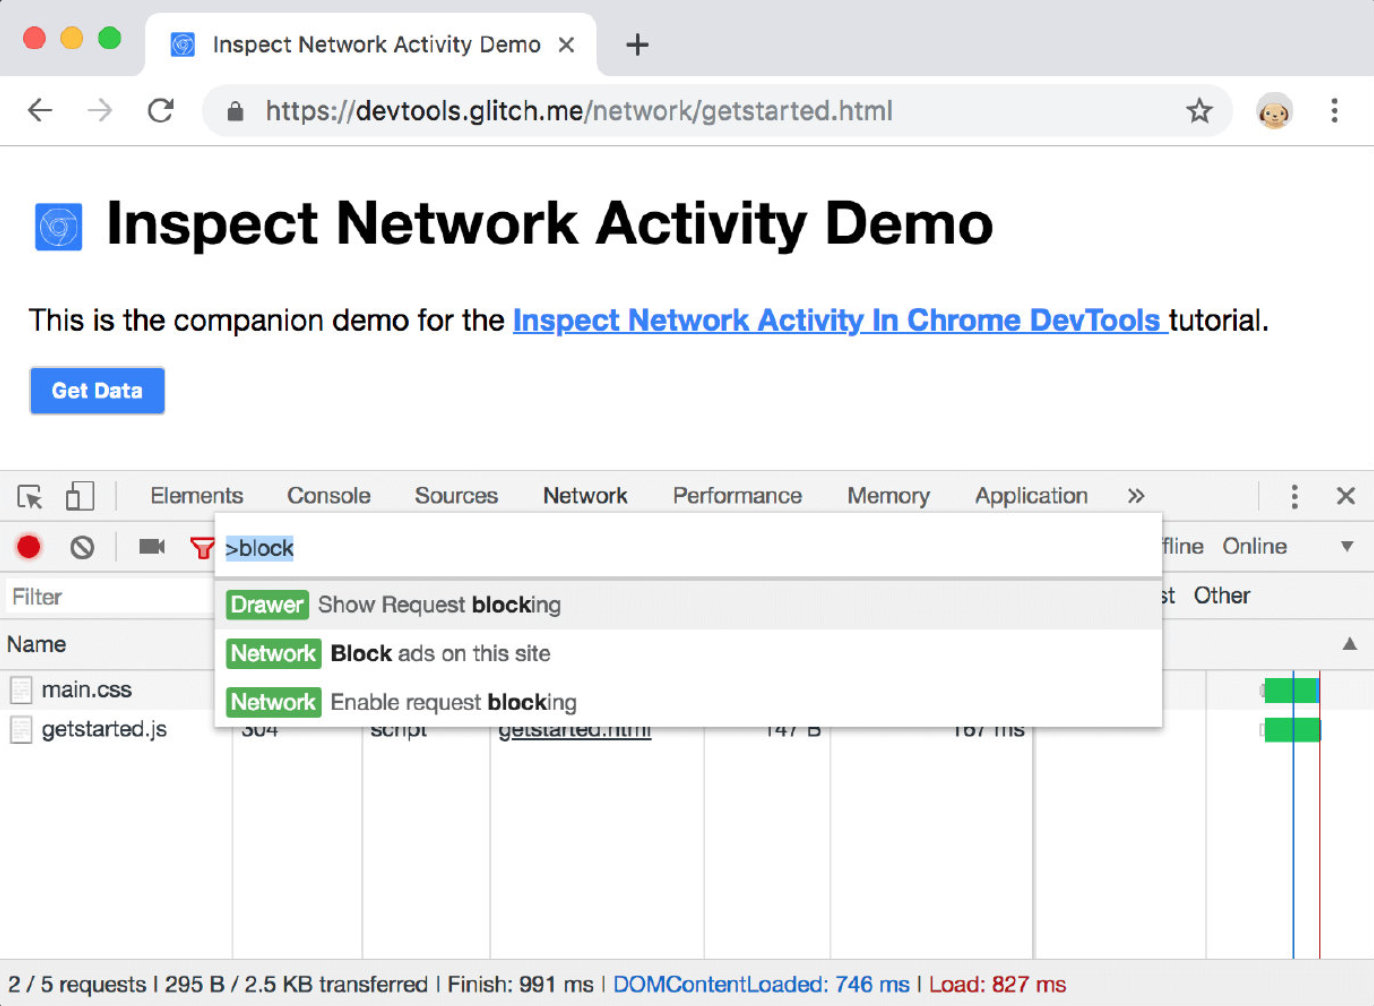 Inspect Network Activity Demo
https://devtools.glitch.me/network/getstarted.html
Inspect Network Activity Demo
This is the companion demo for the Inspect Network Activity In Chrome DevTools tutorial.
Get Data
Elements Console Sources Network Performance Memory Application »
>block
ffline Online
Filter
Drawer Show Request blocking
st Other
Name
Network Block ads on this site
main.css
Network Enable request blocking
getstarted.js 304 script getstarted.html 147 B 167 ms
2 / 5 requests | 295 B / 2.5 KB transferred | Finish: 991 ms | DOMContentLoaded: 746 ms | Load: 827 ms